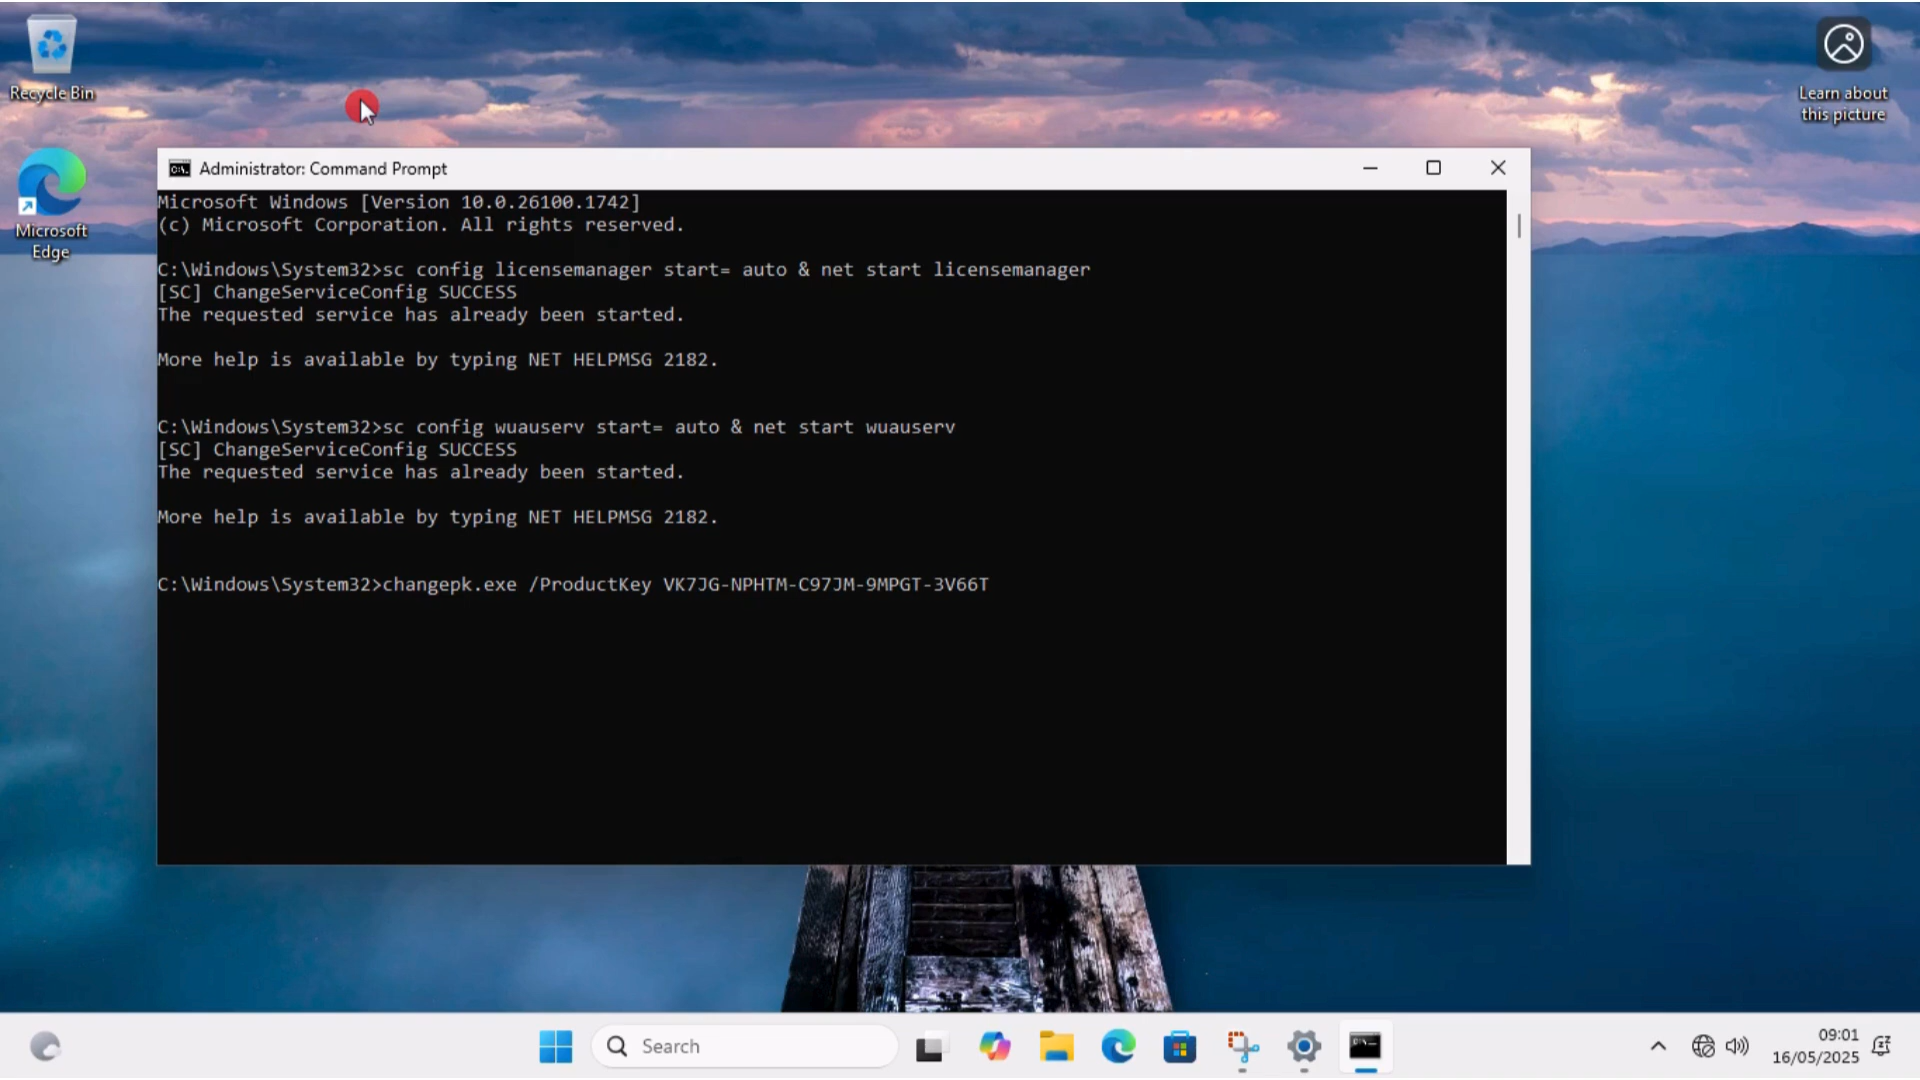 Recycle Bin
Learn about
this picture
Microsoft
Edge
Administrator: Command Prompt
Microsoft Windows [Version 10.0.26100.1742]
(c) Microsoft Corporation. All rights reserved.
C:\Windows\System32>sc config licensemanager start= auto & net start licensemanager
[SC] ChangeServiceConfig SUCCESS
The requested service has already been started.
More help is available by typing NET HELPMSG 2182.
C:\Windows\System32>sc config wuauserv start= auto & net start wuauserv
[SC] ChangeServiceConfig SUCCESS
The requested service has already been started.
More help is available by typing NET HELPMSG 2182.
C:\Windows\System32>changepk.exe /ProductKey VK7JG-NPHTM-C97JM-9MPGT-3V66T
Search
09:01
16/05/2025